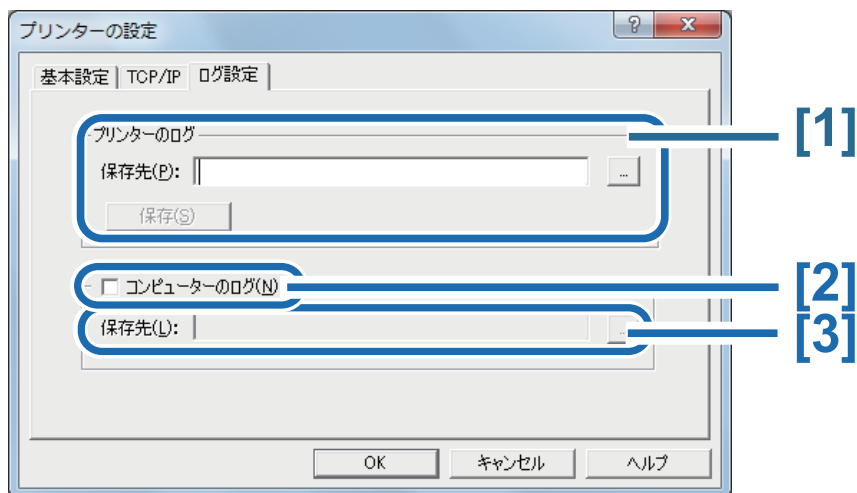 プリンターの設定
基本設定 TCP/IP ログ設定
プリンターのログ [1]
保存先(P): ...
保存(S)
コンピューターのログ(N) [2]
保存先(L): ... [3]
OK キャンセル ヘルプ